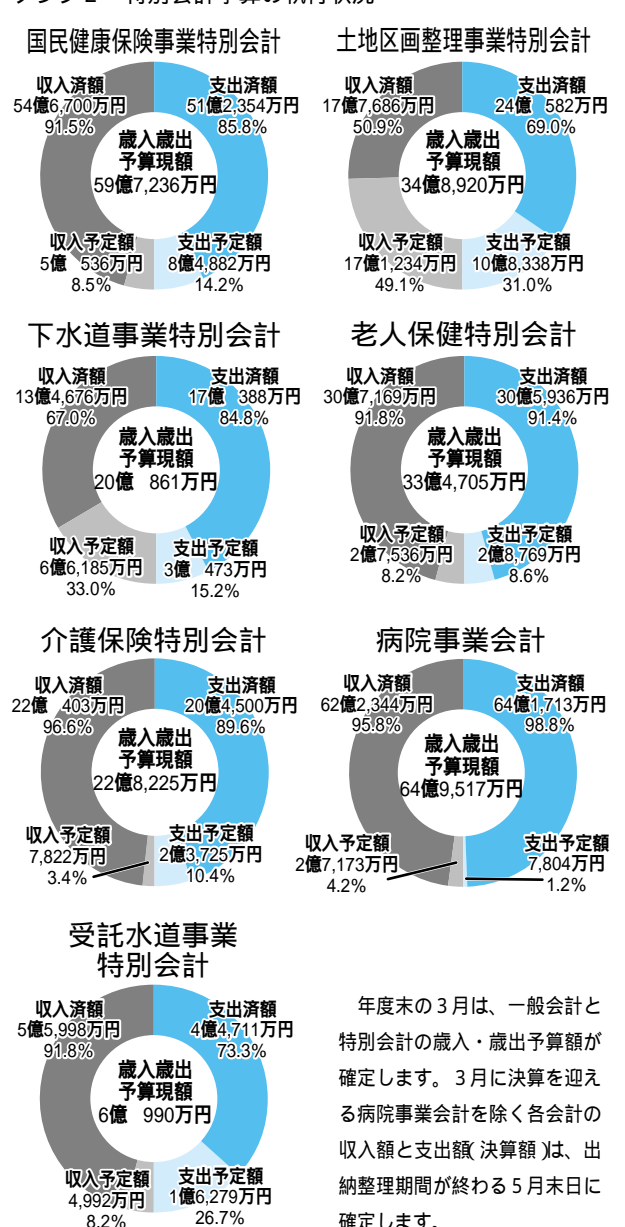 国民健康保険事業特別会計
収入済額
54億6,700万円
91.5%
支出済額
51億2,354万円
85.8%
歳入歳出
予算現額
59億7,236万円
収入予定額
5億 536万円
8.5%
支出予定額
8億4,882万円
14.2%
土地区画整理事業特別会計
収入済額
17億7,686万円
50.9%
支出済額
24億 582万円
69.0%
歳入歳出
予算現額
34億8,920万円
収入予定額
17億1,234万円
49.1%
支出予定額
10億8,338万円
31.0%
下水道事業特別会計
収入済額
13億4,676万円
67.0%
支出済額
17億 388万円
84.8%
歳入歳出
予算現額
20億 861万円
収入予定額
6億6,185万円
33.0%
支出予定額
3億 473万円
15.2%
老人保健特別会計
収入済額
30億7,169万円
91.8%
支出済額
30億5,936万円
91.4%
歳入歳出
予算現額
33億4,705万円
収入予定額
2億7,536万円
8.2%
支出予定額
2億8,769万円
8.6%
介護保険特別会計
収入済額
22億 403万円
96.6%
支出済額
20億4,500万円
89.6%
歳入歳出
予算現額
22億8,225万円
収入予定額
7,822万円
3.4%
支出予定額
2億3,725万円
10.4%
病院事業会計
収入済額
62億2,344万円
95.8%
支出済額
64億1,713万円
98.8%
歳入歳出
予算現額
64億9,517万円
収入予定額
2億7,173万円
4.2%
支出予定額
7,804万円
1.2%
受託水道事業
特別会計
収入済額
5億5,998万円
91.8%
支出済額
4億4,711万円
73.3%
歳入歳出
予算現額
6億 990万円
収入予定額
4,992万円
8.2%
支出予定額
1億6,279万円
26.7%
年度末の3月は、一般会計と
特別会計の歳入・歳出予算額が
確定します。3月に決算を迎え
る病院事業会計を除く各会計の
収入額と支出額(決算額)は、出
納整理期間が終わる5月末日に
確定します。